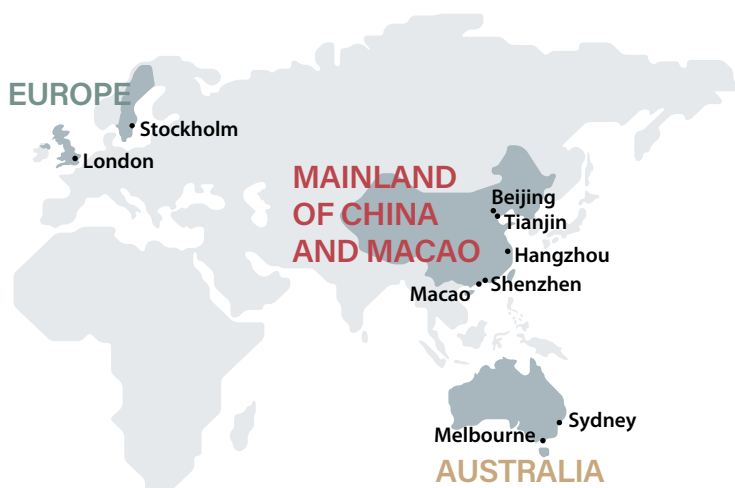 EUROPE
Stockholm
London
MAINLAND
OF CHINA
AND MACAO
Beijing
Tianjin
Hangzhou
Shenzhen
Macao
Sydney
Melbourne
AUSTRALIA